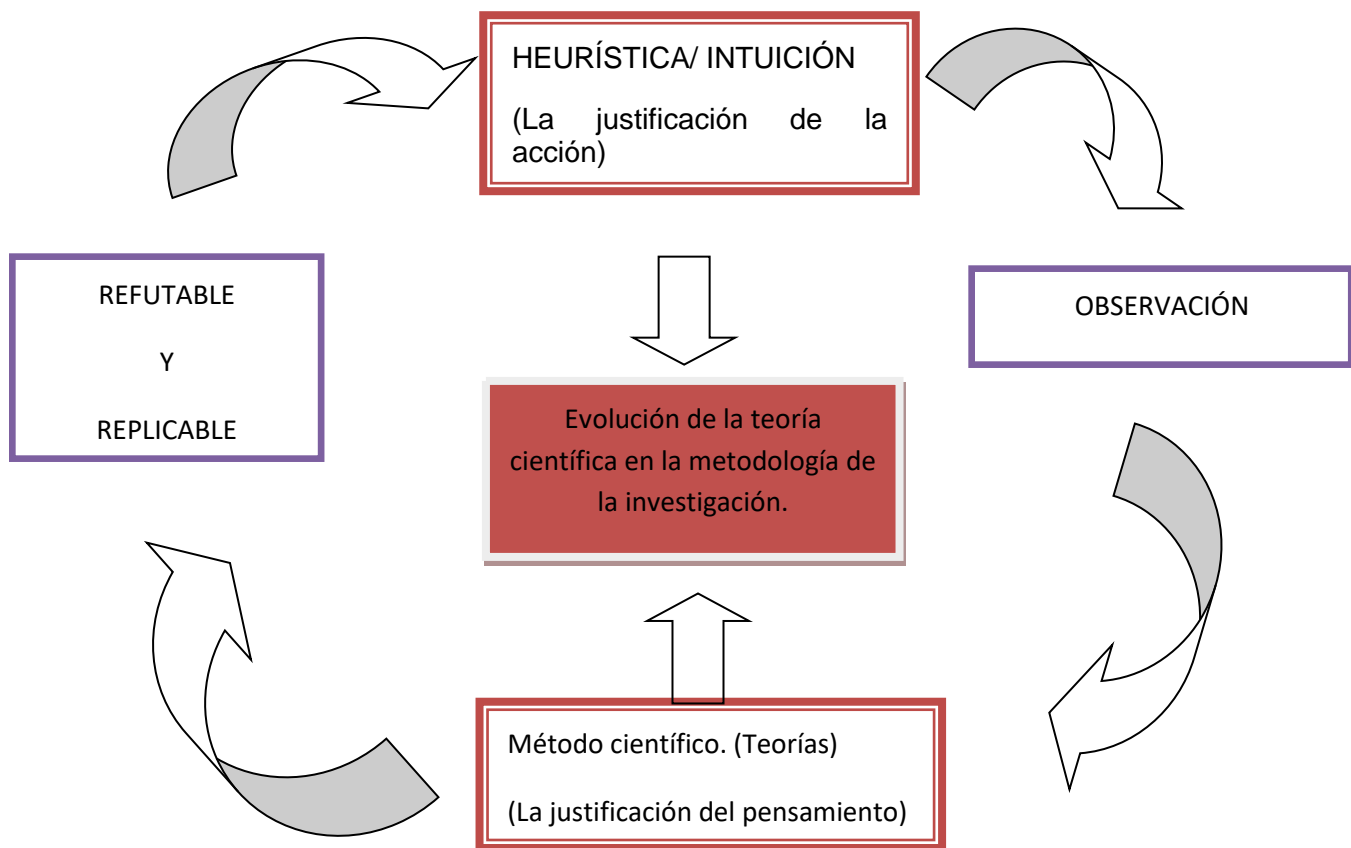 HEURÍSTICA/ INTUICIÓN
(La justificación de la
acción)
REFUTABLE
Y
REPLICABLE
OBSERVACIÓN
Evolución de la teoría
científica en la metodología de
la investigación.
Método científico. (Teorías)
(La justificación del pensamiento)